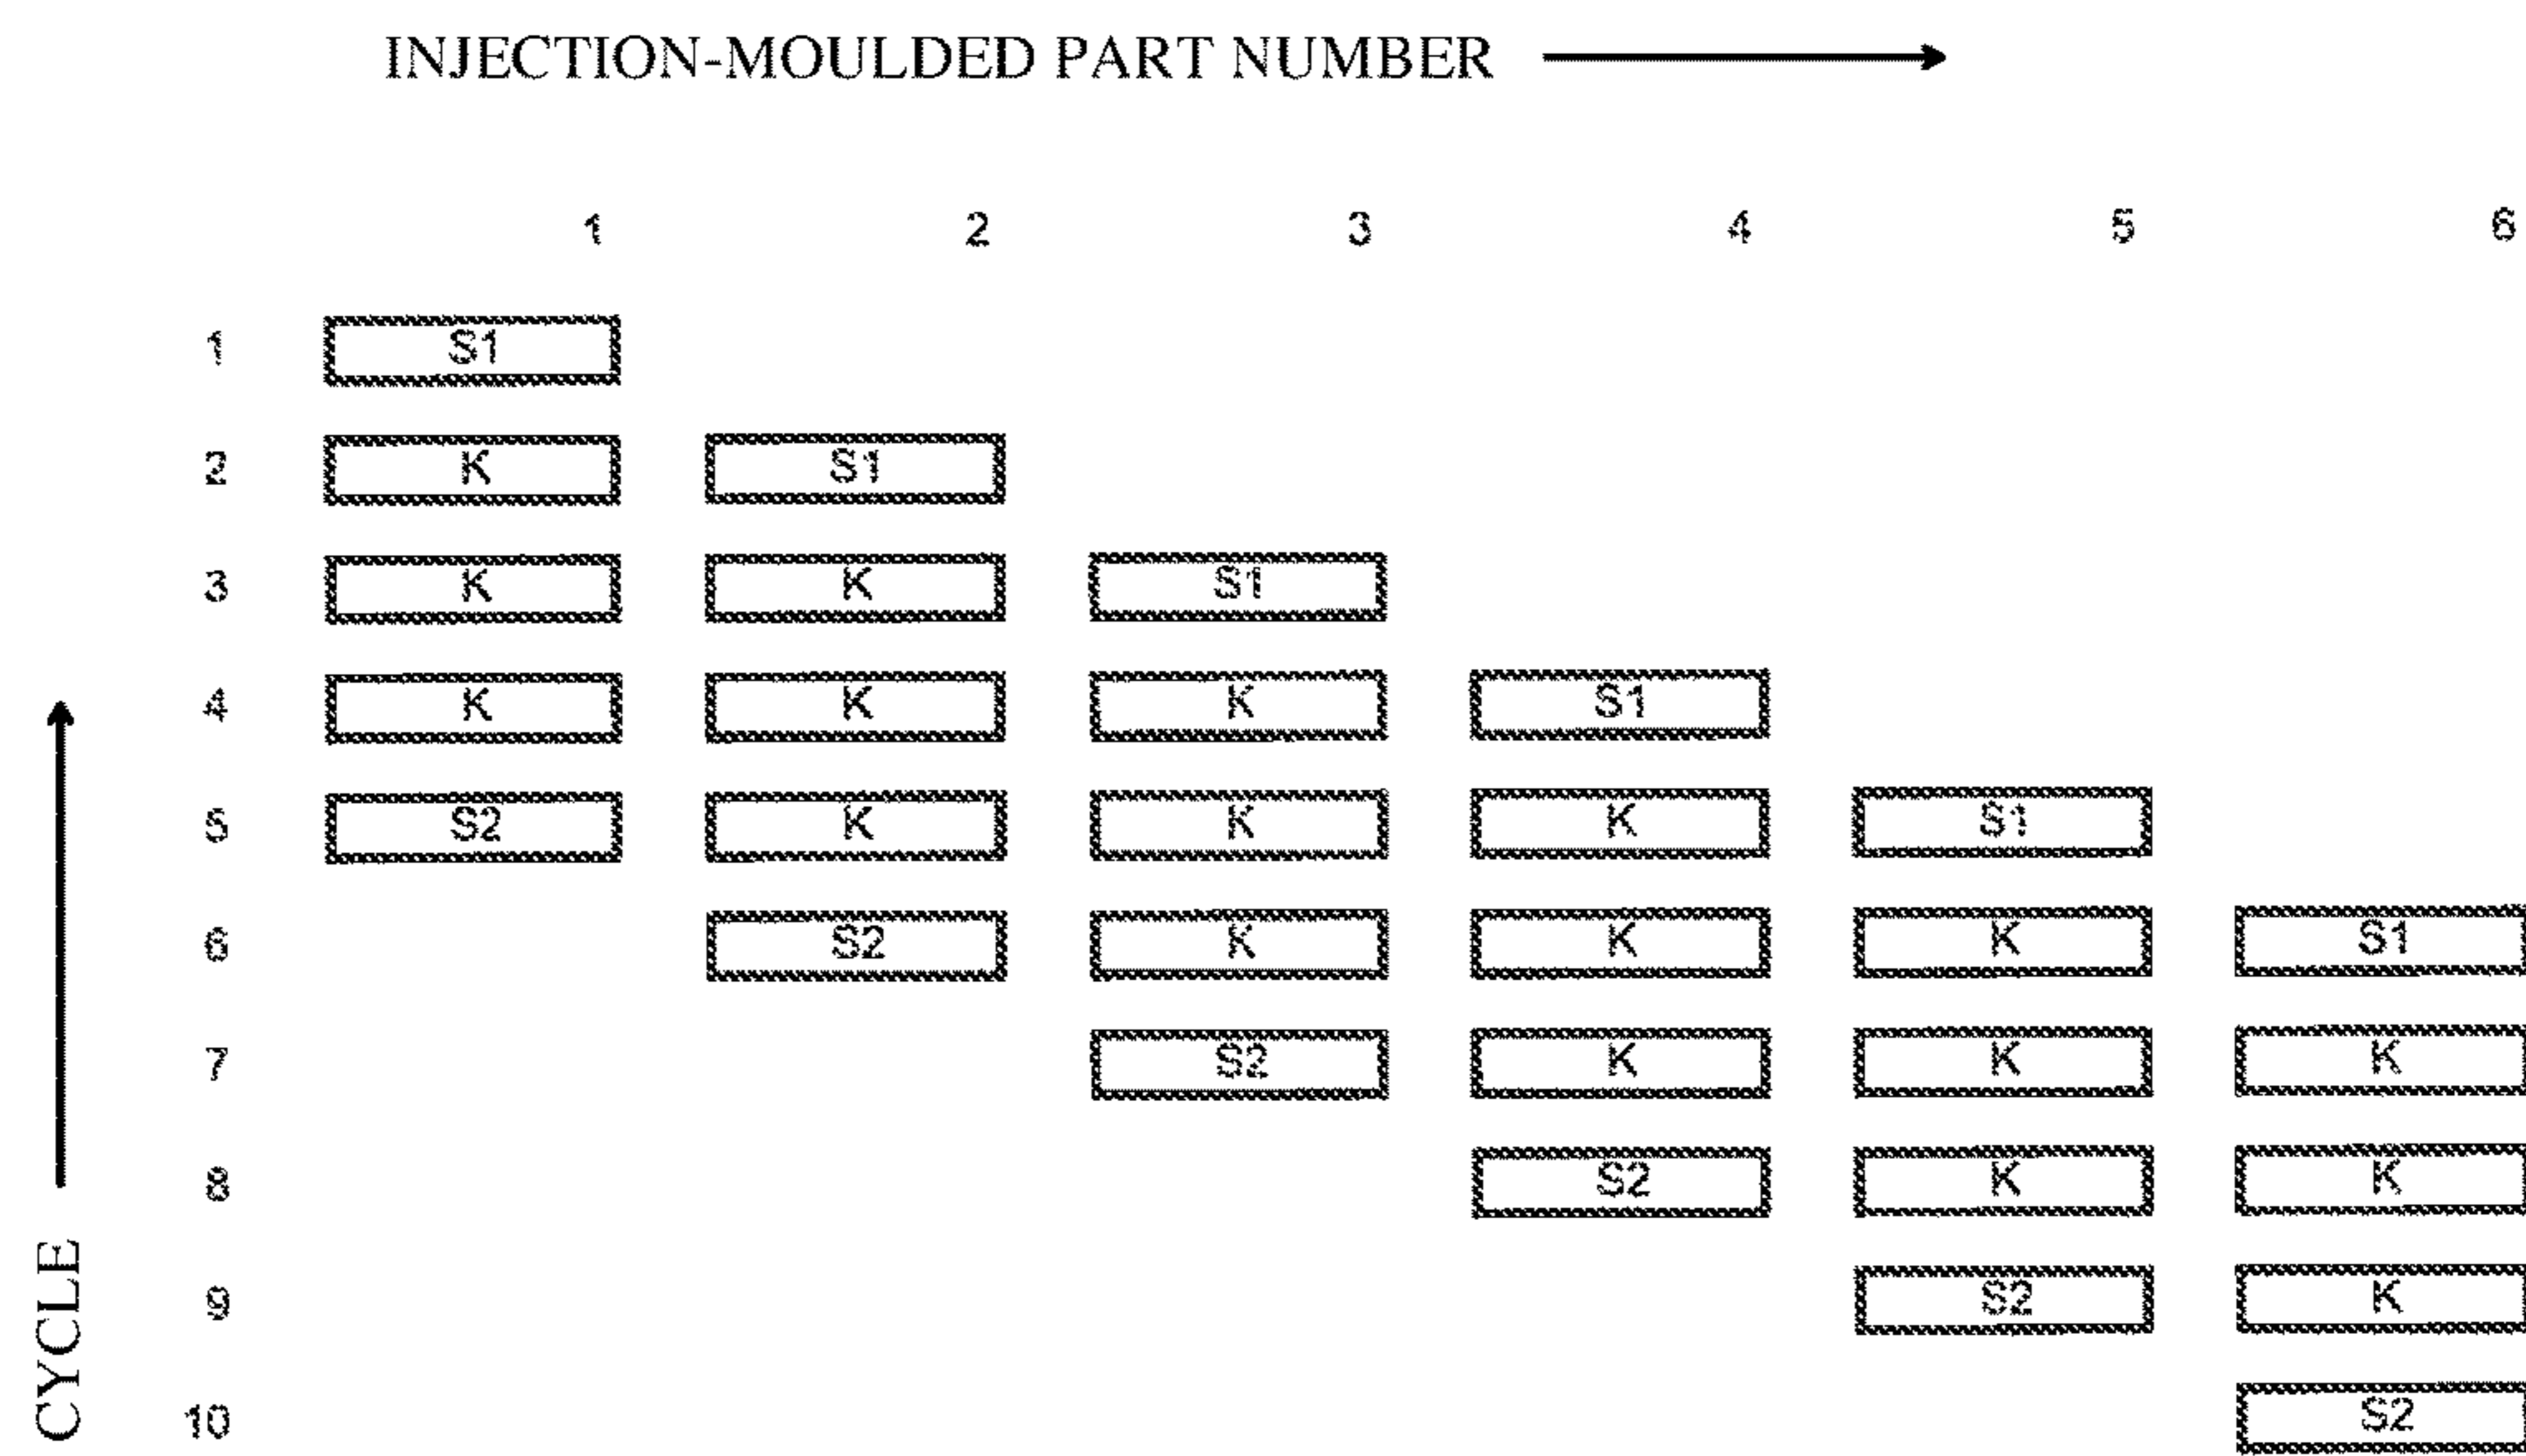 INJECTION-MOULDED PART NUMBER
1 2 3 4 5 6
1 S1
2 K S1
3 K K S1
4 K K K S1
5 S2 K K K S1
6 S2 K K K S1
7 S2 K K K
8 S2 K K
9 S2 K
10 S2
CYCLE